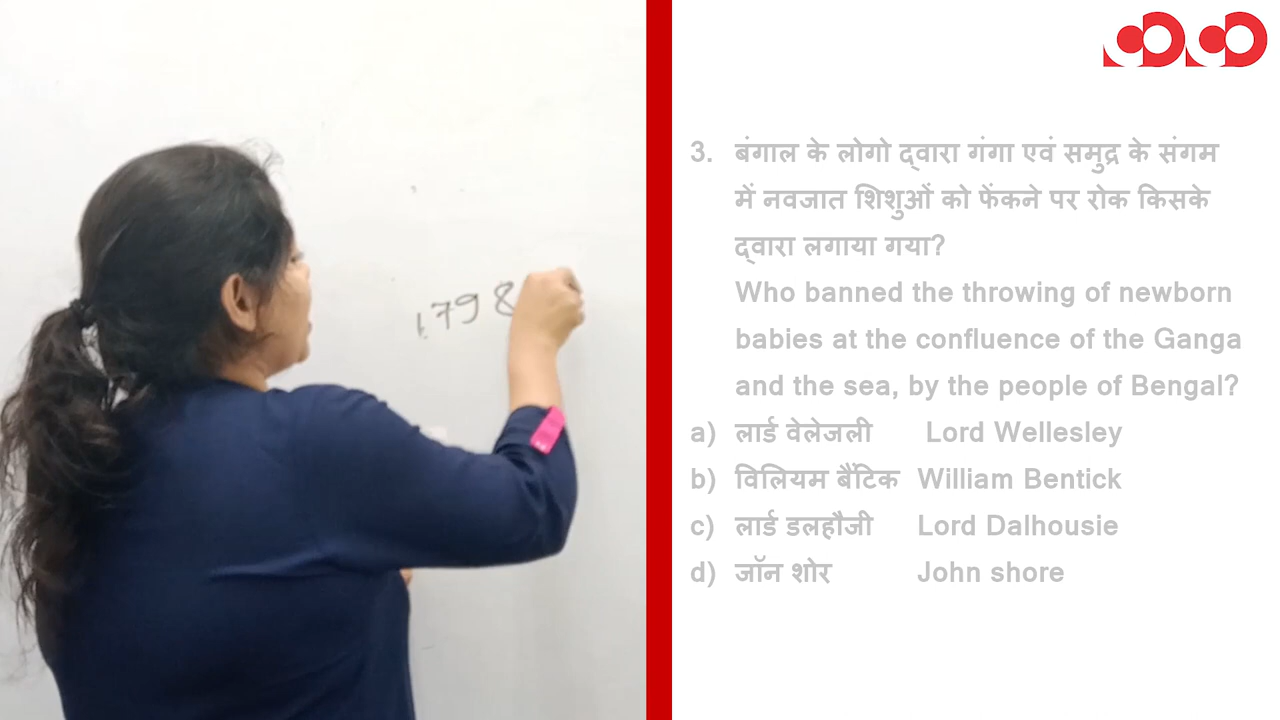 1798
3. बंगाल के लोगो द्वारा गंगा एवं समुद्र के संगम
में नवजात शिशुओं को फेंकने पर रोक किसके
द्वारा लगाया गया?
Who banned the throwing of newborn
babies at the confluence of the Ganga
and the sea, by the people of Bengal?
a) लार्ड वेलेजली Lord Wellesley
b) विलियम बैंटिक William Bentick
c) लार्ड डलहौजी Lord Dalhousie
d) जॉन शोर John shore